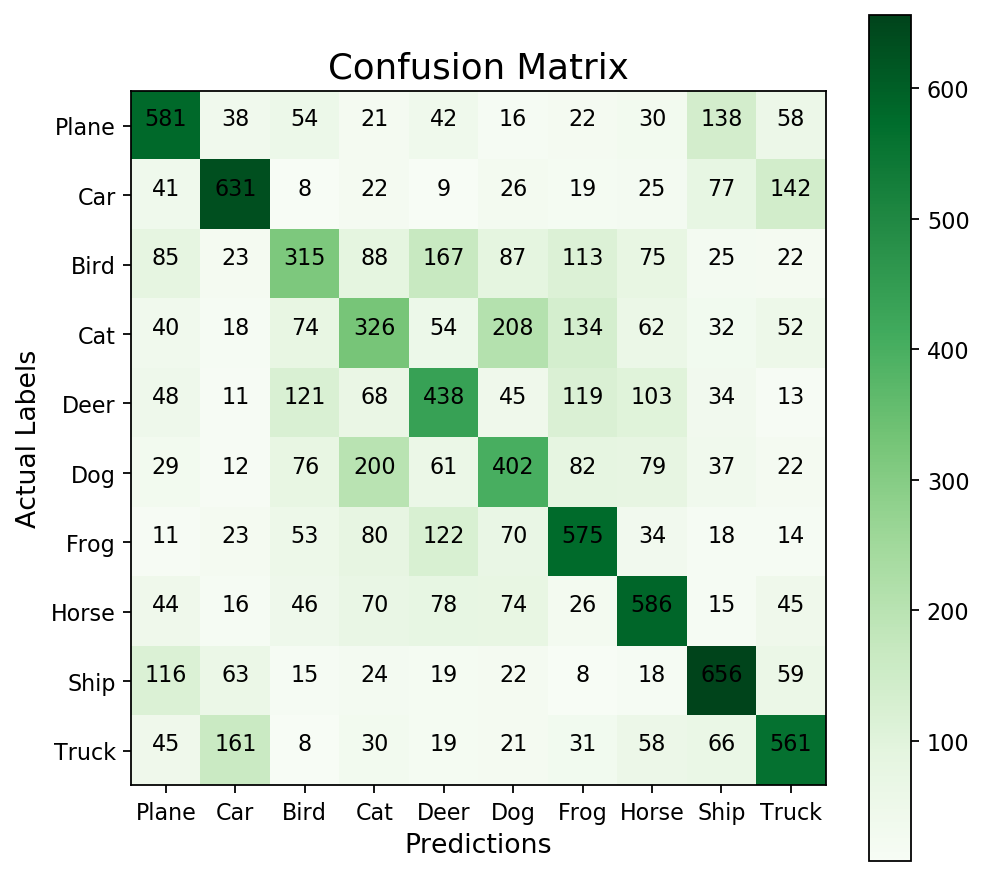 Confusion Matrix
Plane 581 38 54 21 42 16 22 30 138 58
Car 41 631 8 22 9 26 19 25 77 142
Bird 85 23 315 88 167 87 113 75 25 22
Cat 40 18 74 326 54 208 134 62 32 52
Deer 48 11 121 68 438 45 119 103 34 13
Dog 29 12 76 200 61 402 82 79 37 22
Frog 11 23 53 80 122 70 575 34 18 14
Horse 44 16 46 70 78 74 26 586 15 45
Ship 116 63 15 24 19 22 8 18 656 59
Truck 45 161 8 30 19 21 31 58 66 561
Plane Car Bird Cat Deer Dog Frog Horse Ship Truck
Predictions
Actual Labels
600
500
400
300
200
100